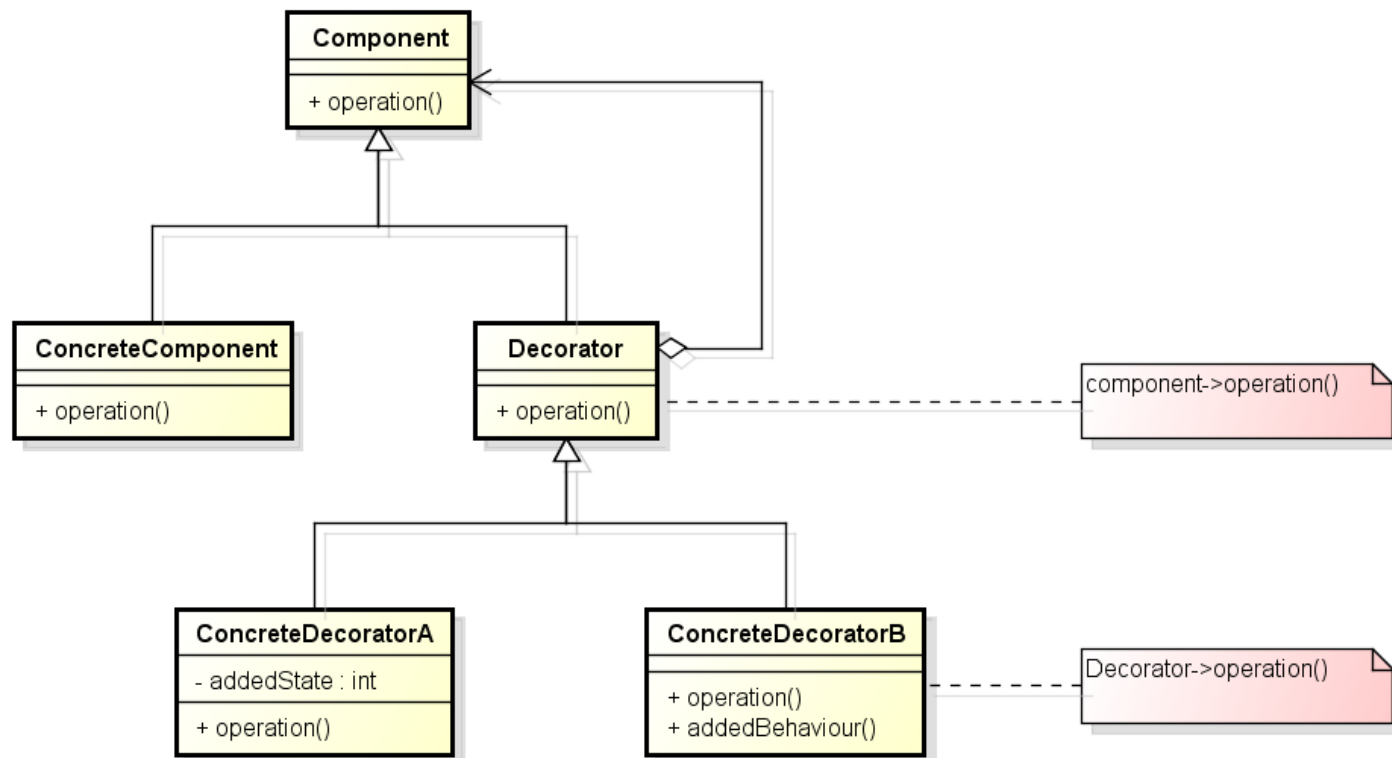 Component
+ operation()
ConcreteComponent
+ operation()
Decorator
+ operation()
component->operation()
ConcreteDecoratorA
- addedState : int
+ operation()
ConcreteDecoratorB
+ operation()
+ addedBehaviour()
Decorator->operation()